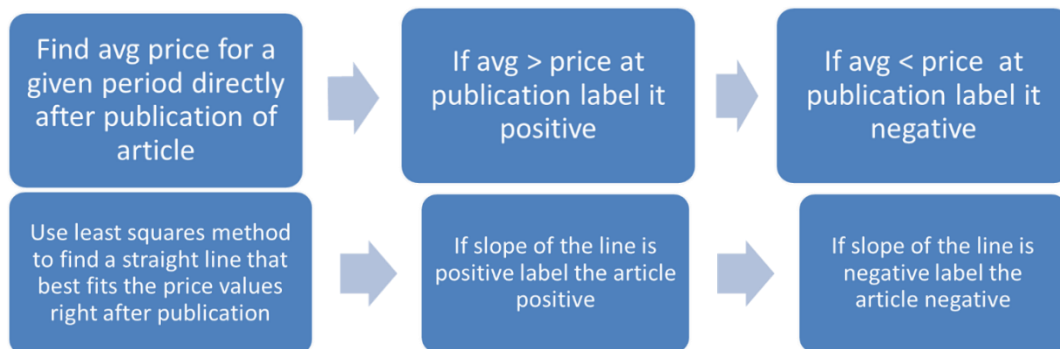 Find avg price for a
given period directly
after publication of
article
If avg > price at
publication label it
positive
If avg < price at
publication label it
negative
Use least squares method
to find a straight line that
best fits the price values
right after publication
If slope of the line is
positive label the article
positive
If slope of the line is
negative label the
article negative